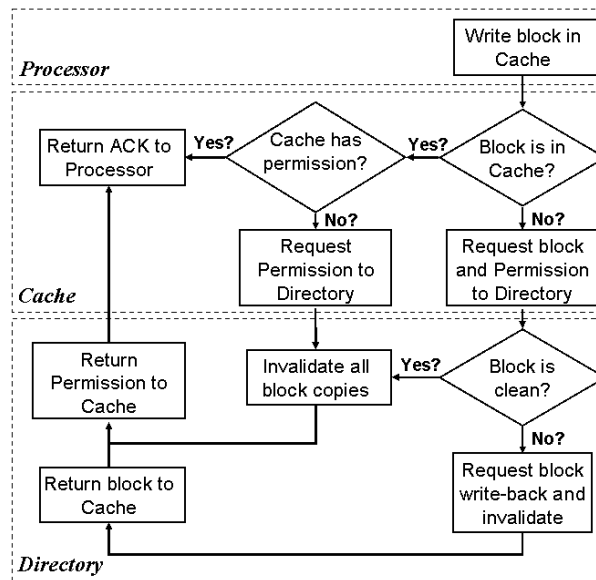 Write block in
Cache
Processor
Return ACK to
Processor
Yes?
Cache has
permission?
Yes?
Block is in
Cache?
No?
No?
Request
Permission to
Directory
Request block
and Permission
to Directory
Cache
Return
Permission to
Cache
Invalidate all
block copies
Yes?
Block is
clean?
No?
Return block to
Cache
Request block
write-back and
invalidate
Directory